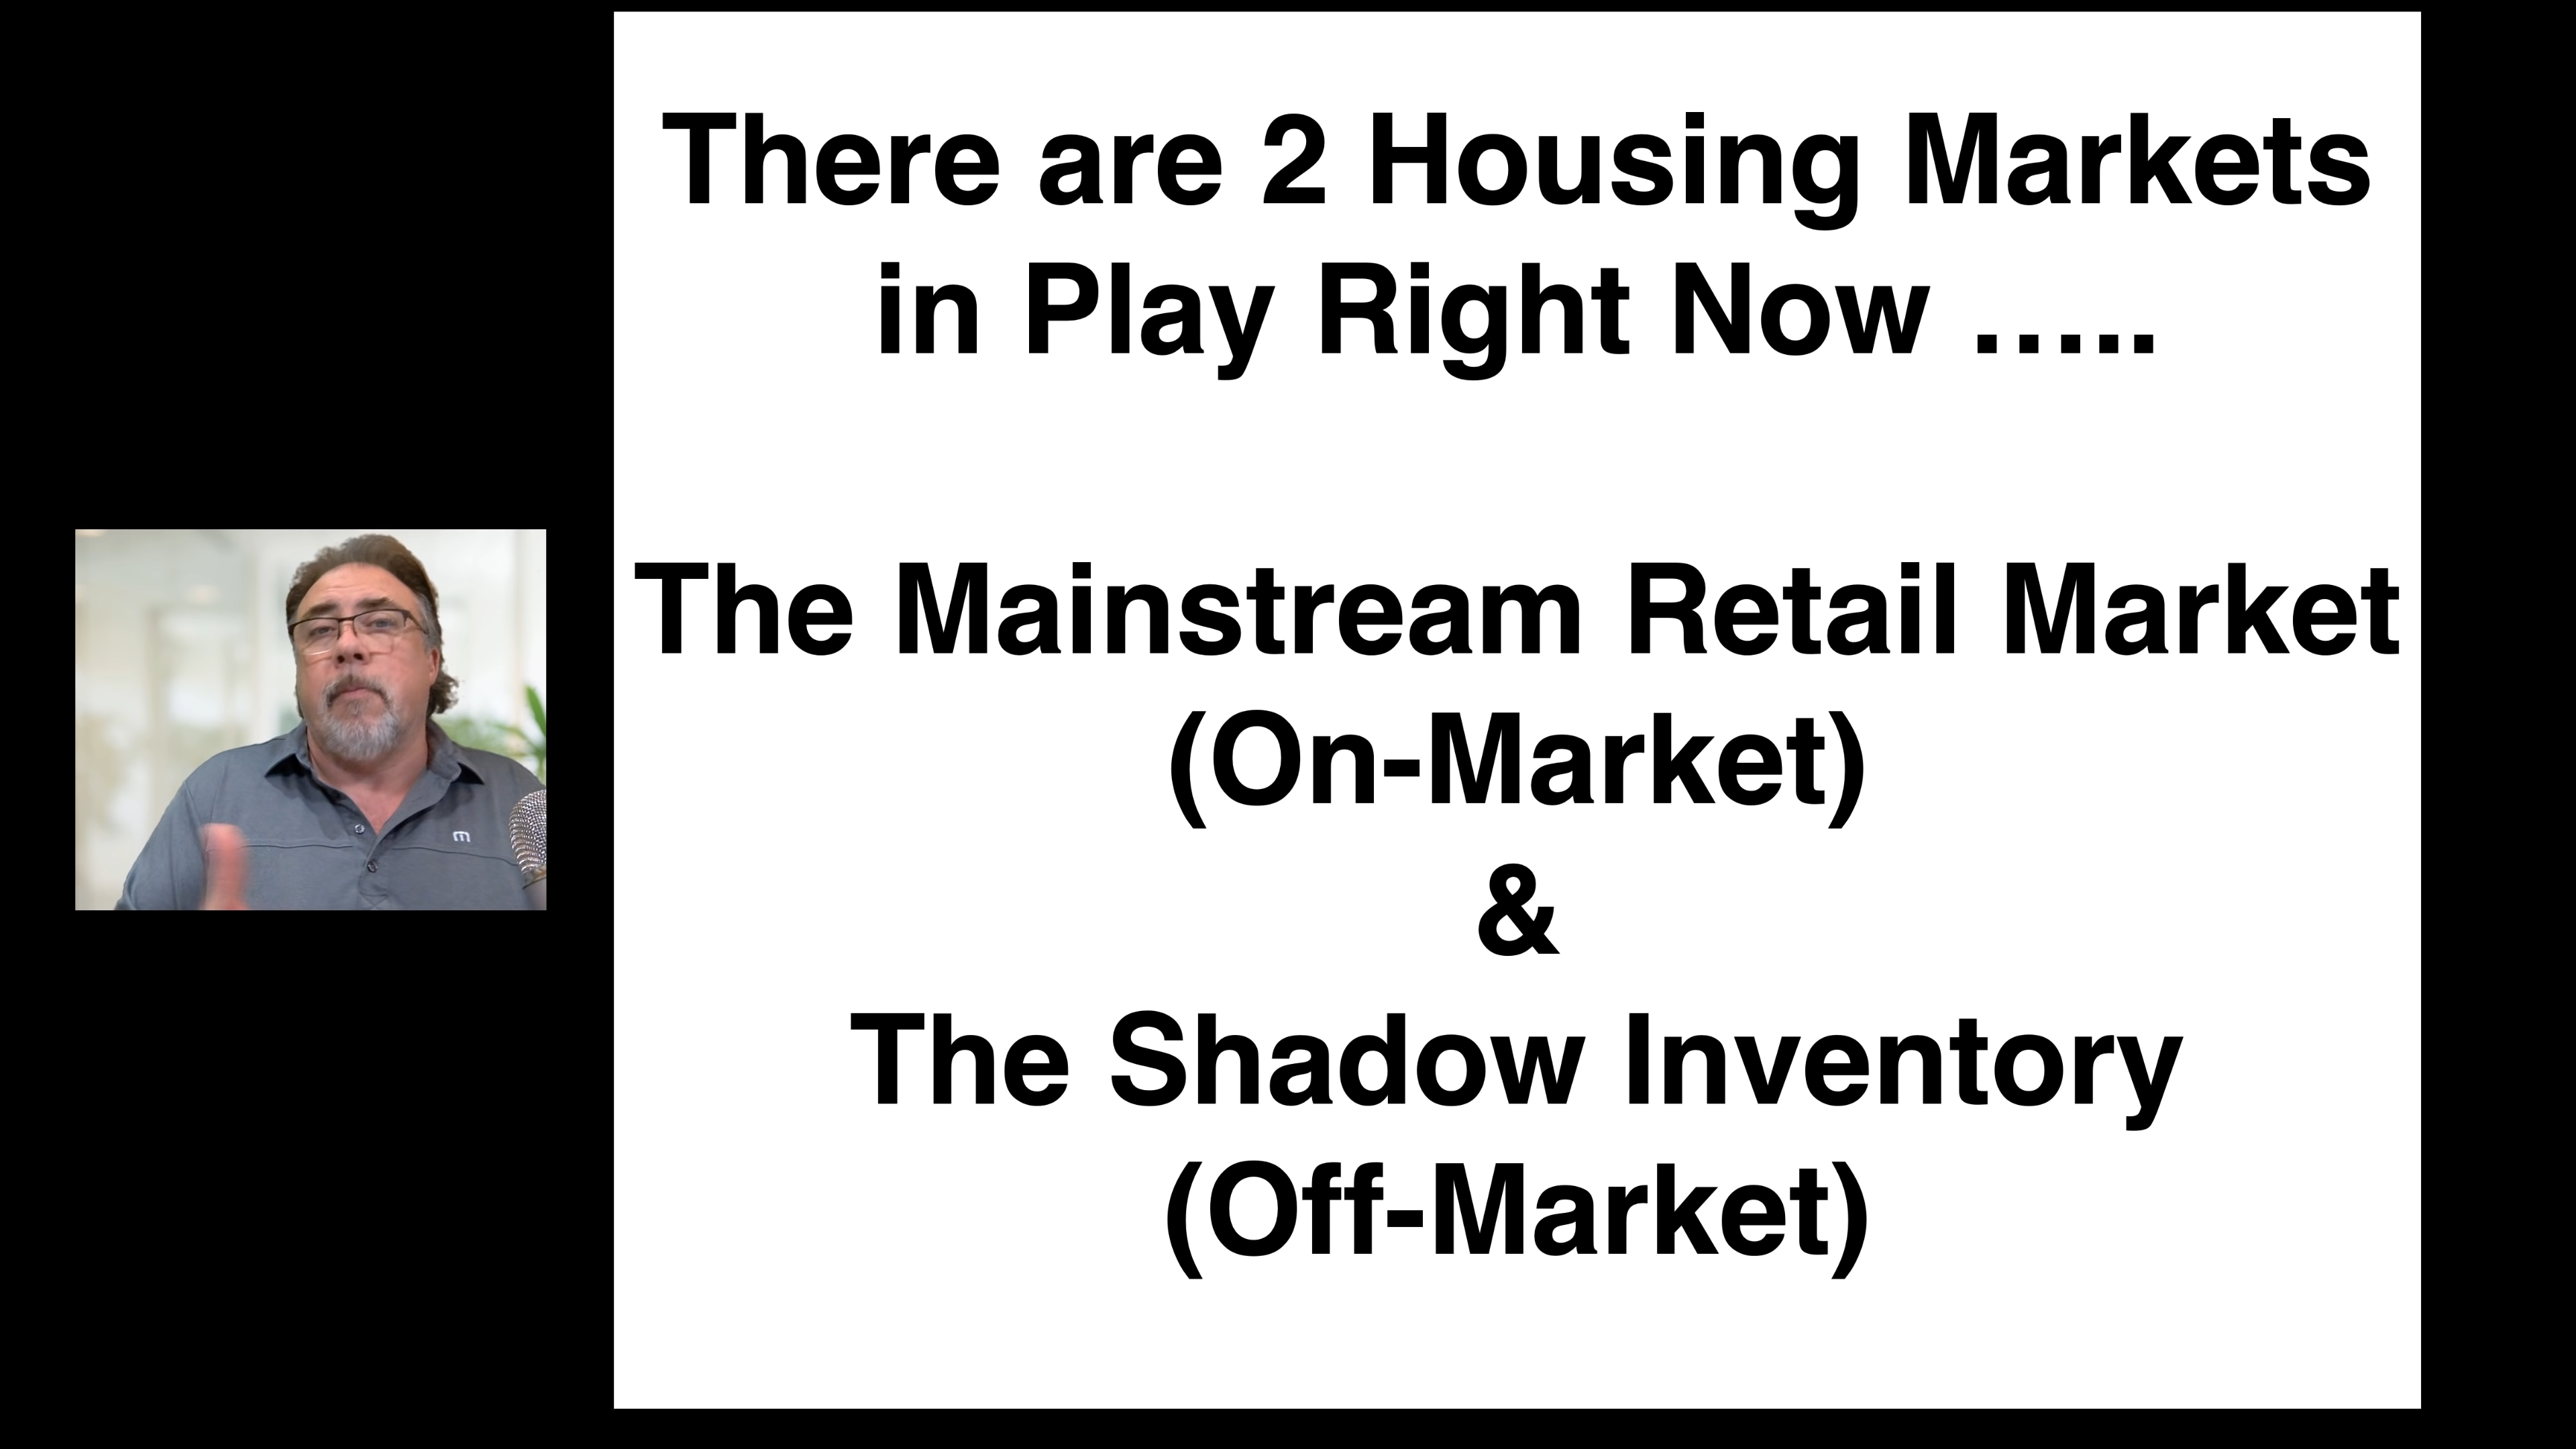 There are 2 Housing Markets
in Play Right Now .....
The Mainstream Retail Market
(On-Market)
&
The Shadow Inventory
(Off-Market)